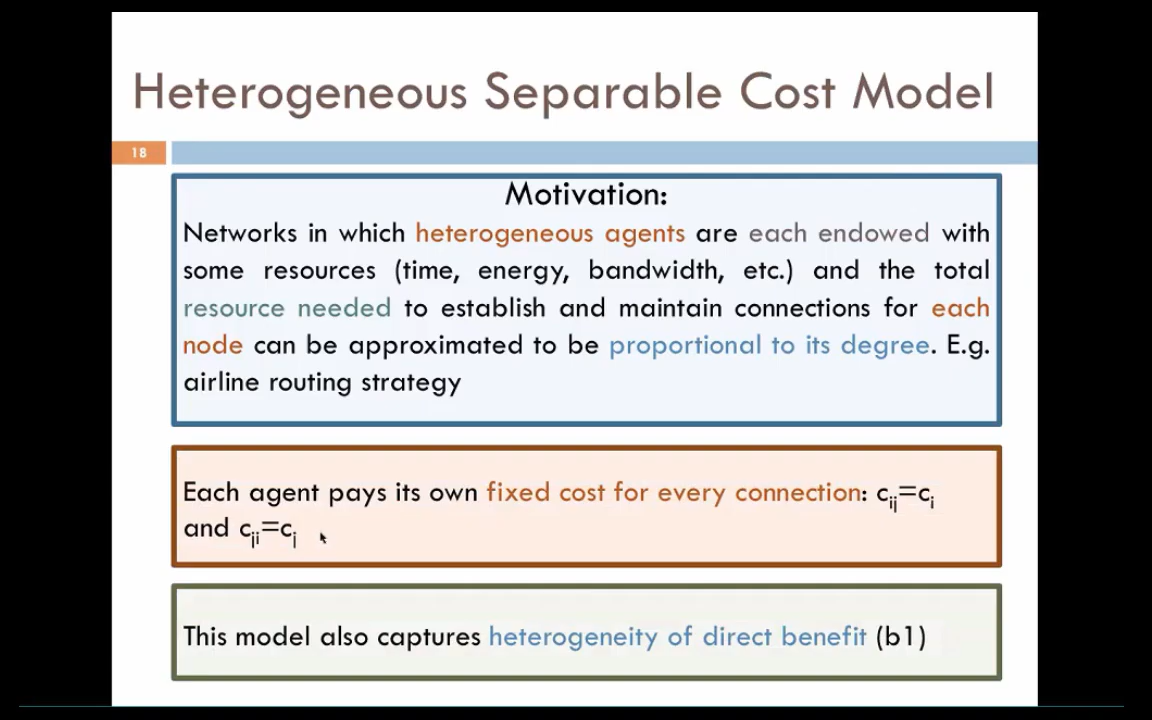 Heterogeneous Separable Cost Model
18
Motivation:
Networks in which heterogeneous agents are each endowed with
some resources (time, energy, bandwidth, etc.) and the total
resource needed to establish and maintain connections for each
node can be approximated to be proportional to its degree. E.g.
airline routing strategy
Each agent pays its own fixed cost for every connection: cij=ci
and cji=cj
This model also captures heterogeneity of direct benefit (b1)